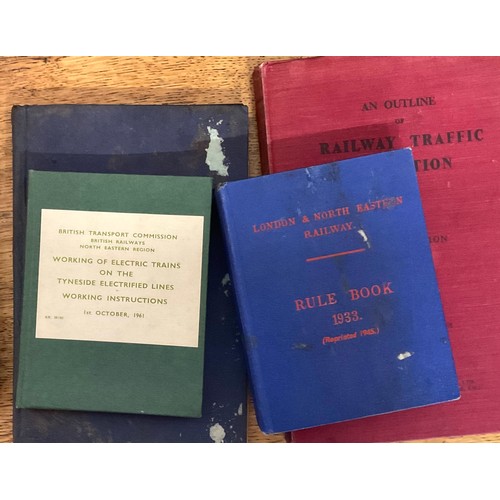 BRITISH TRANSPORT COMMISSION
BRITISH RAILWAYS
NORTH EASTERN REGION
WORKING OF ELECTRIC TRAINS
ON THE
TYNESIDE ELECTRIFIED LINES
WORKING INSTRUCTIONS
1st OCTOBER, 1961
LONDON & NORTH EASTERN
RAILWAY.
RULE BOOK
1933.
(Reprinted 1945.)
AN OUTLINE
OF
RAILWAY TRAFFIC